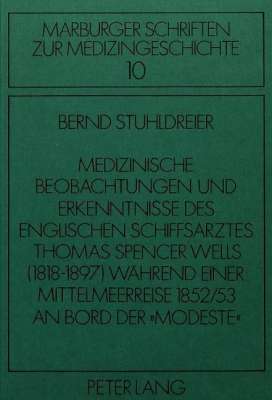 MARBURGER SCHRIFTEN
ZUR MEDIZINGESCHICHTE
10
BERND STUHLDREIER
MEDIZINISCHE
BEOBACHTUNGEN UND
ERKENNTNISSE DES
ENGLISCHEN SCHIFFSARZTES
THOMAS SPENCER WELLS
(1818-1897) WÄHREND EINER
MITTELMEERREISE 1852/53
AN BORD DER »MODESTE«
PETER LANG